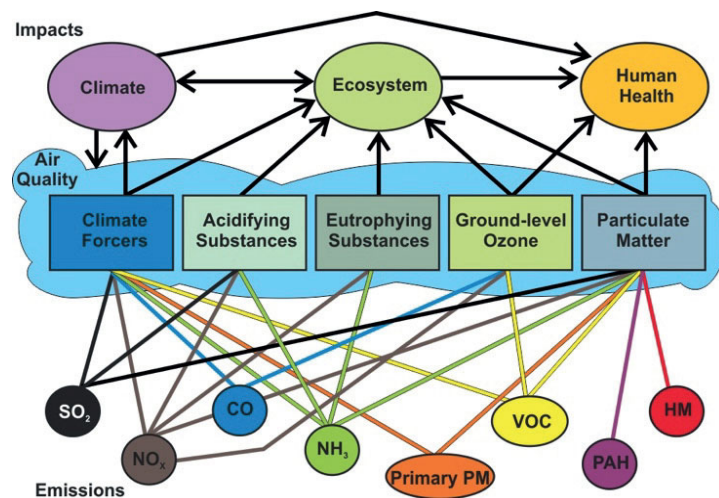 Impacts
Climate
Ecosystem
Human
Health
Air
Quality
Climate
Forcers
Acidifying
Substances
Eutrophying
Substances
Ground-level
Ozone
Particulate
Matter
SO₂
NOₓ
CO
NH₃
Primary PM
VOC
PAH
HM
Emissions